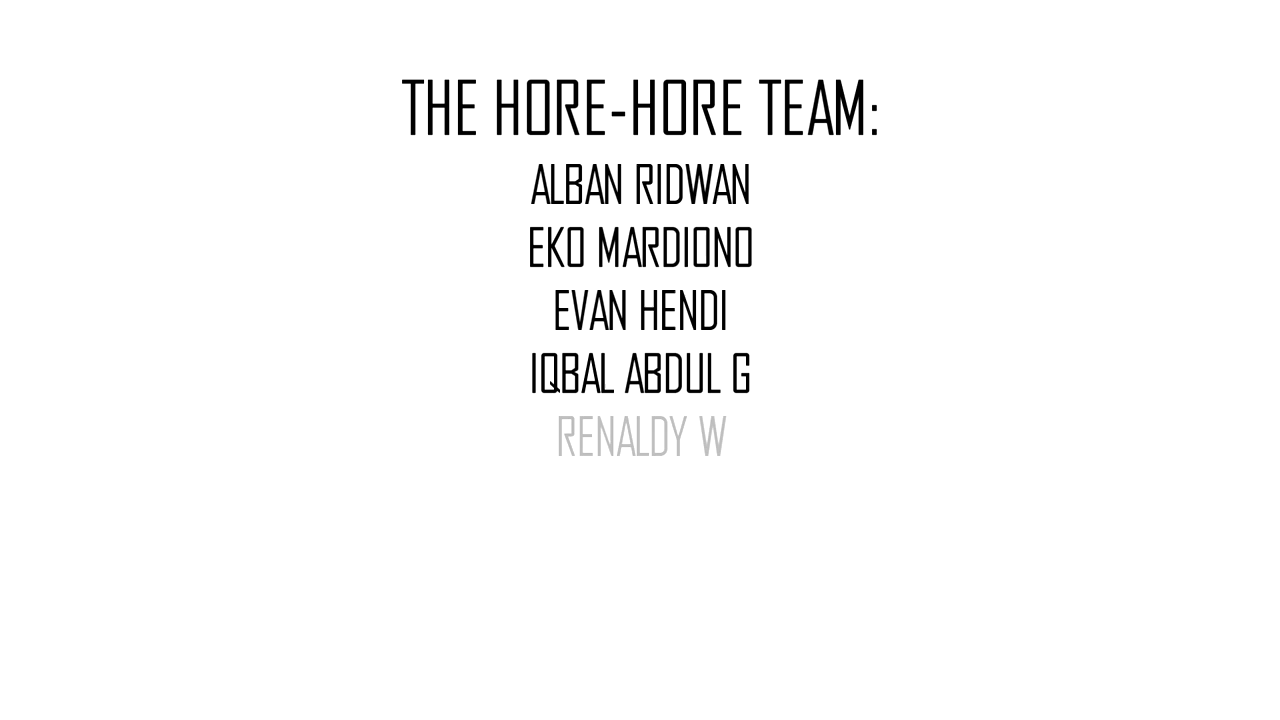 THE HORE-HORE TEAM:
ALBAN RIDWAN
EKO MARDIONO
EVAN HENDI
IQBAL ABDUL G
RENALDY W